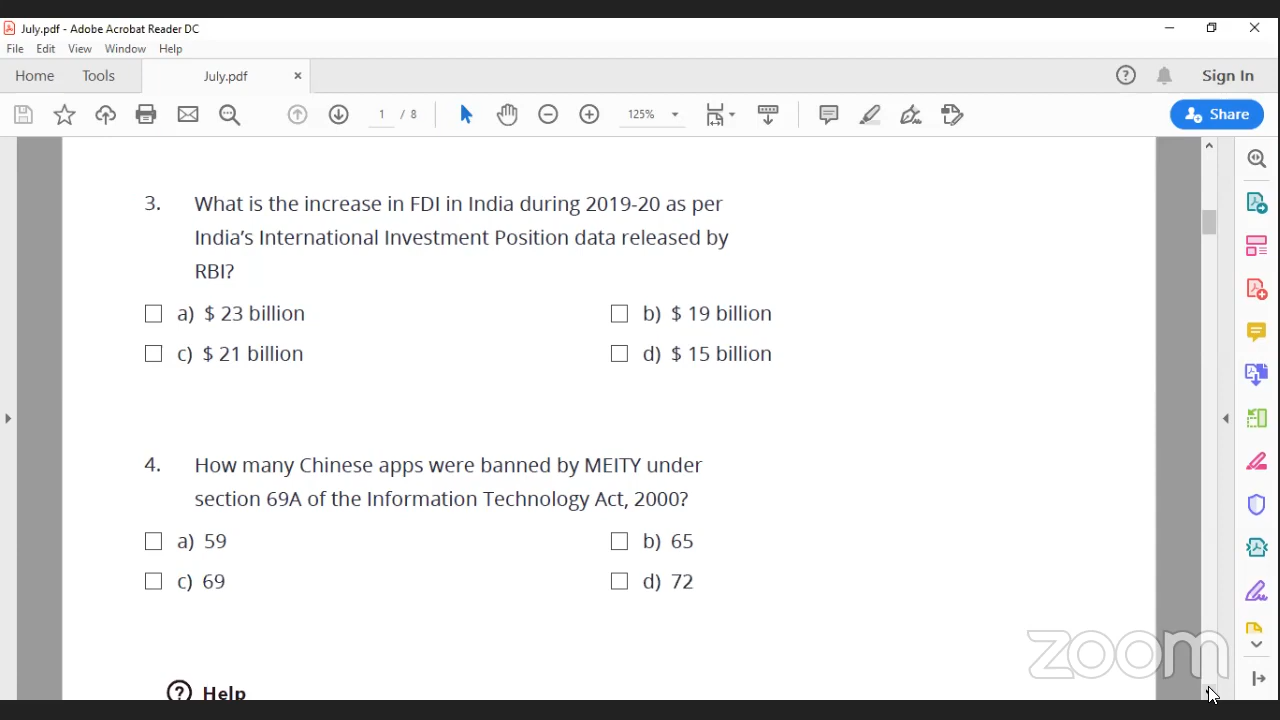 July.pdf - Adobe Acrobat Reader DC
File Edit View Window Help
Home Tools July.pdf × Sign In
1 / 8 125% Share
3. What is the increase in FDI in India during 2019-20 as per
India’s International Investment Position data released by
RBI?
a) $ 23 billion b) $ 19 billion
c) $ 21 billion d) $ 15 billion
4. How many Chinese apps were banned by MEITY under
section 69A of the Information Technology Act, 2000?
a) 59 b) 65
c) 69 d) 72
zoom
? Help